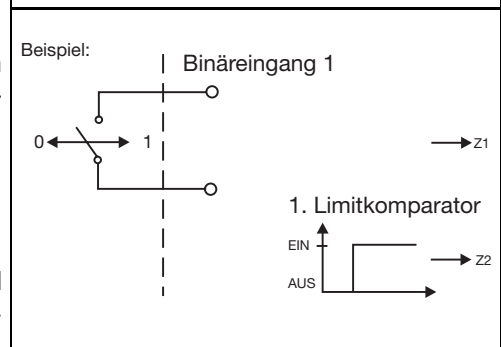 Beispiel:
Binäreingang 1
0 1
Z1
1. Limitkomparator
EIN
Z2
AUS